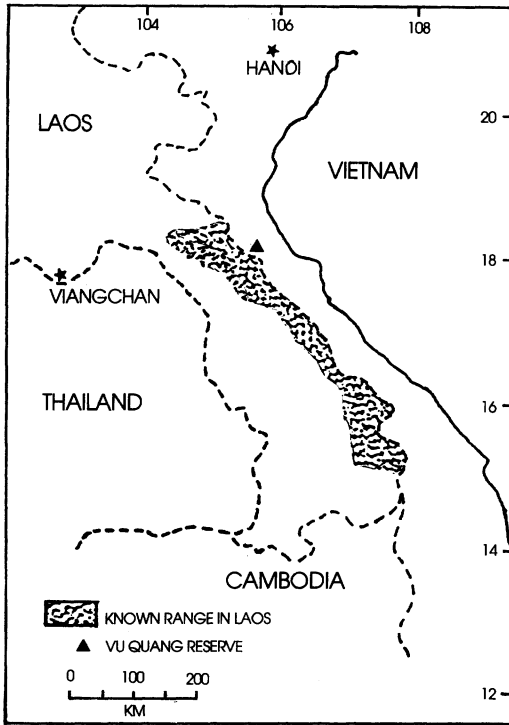 104 106 108
HANOI
LAOS
20
VIETNAM
18
VIANGCHAN
THAILAND
16
14
CAMBODIA
KNOWN RANGE IN LAOS
VU QUANG RESERVE
0 100 200
KM
12